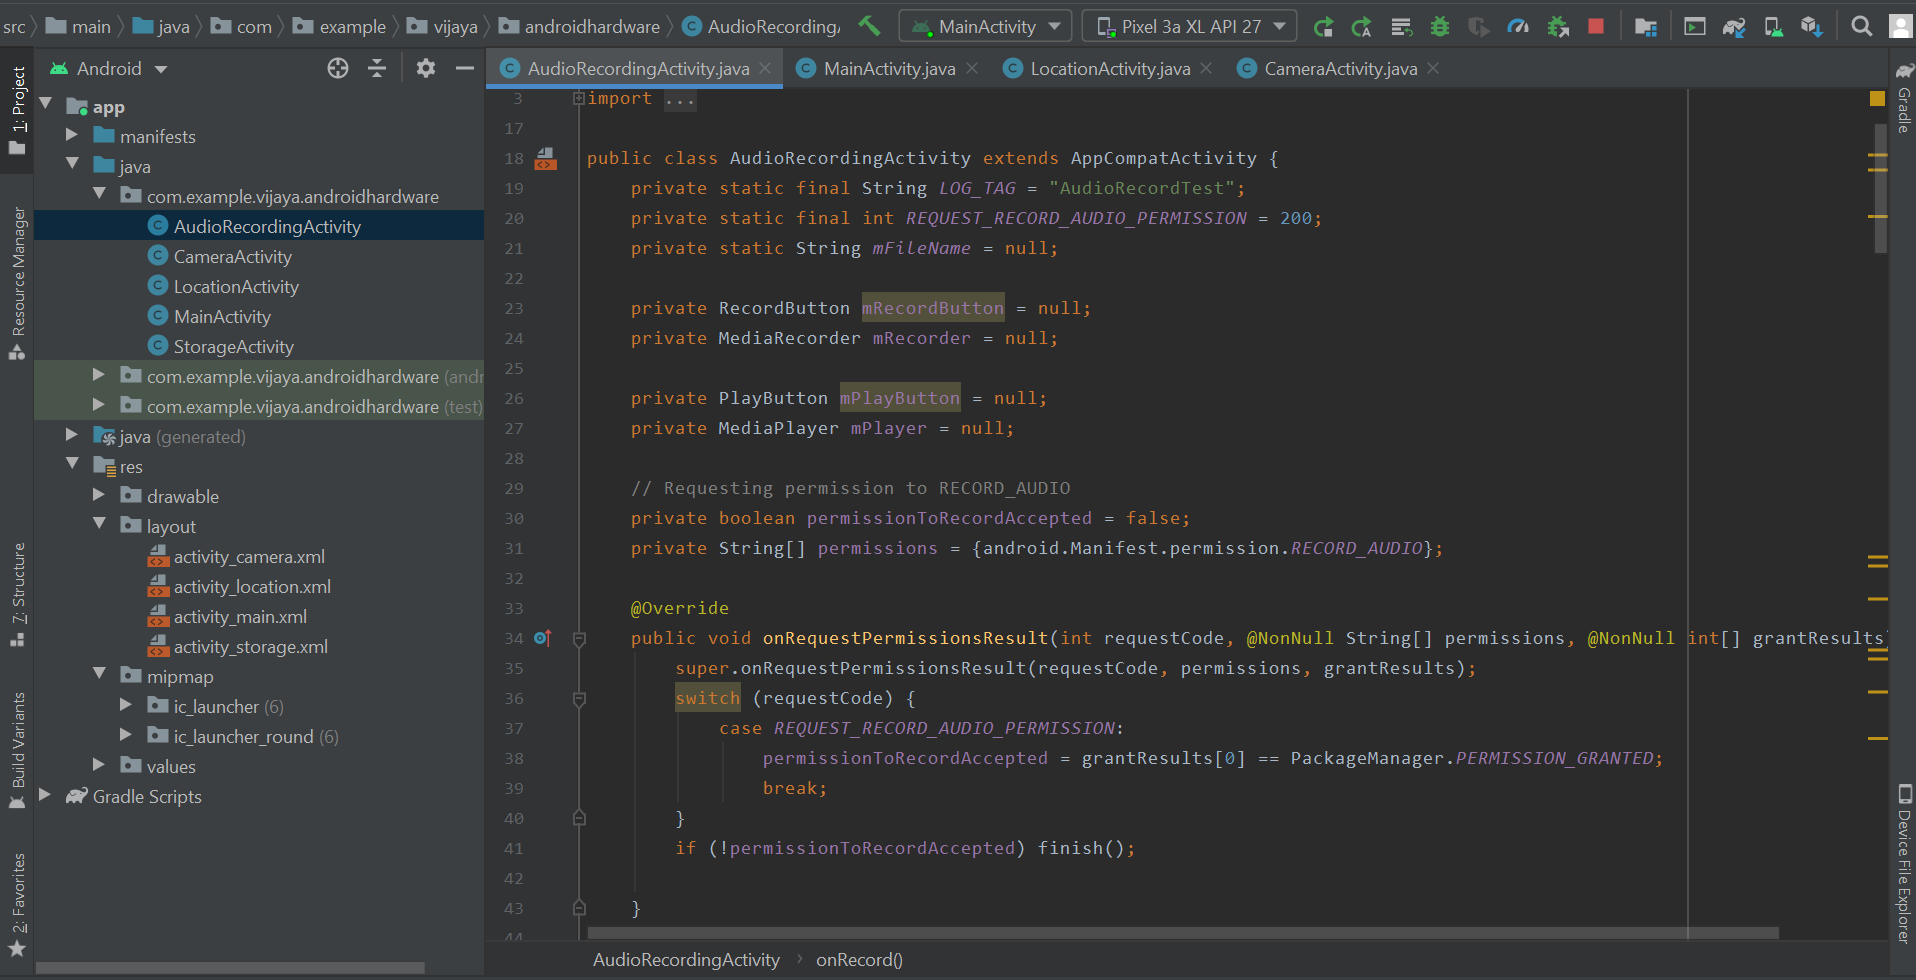 src main java com example vijaya androidhardware AudioRecording MainActivity Pixel 3a XL API 27
1: Project
Resource Manager
7: Structure
Build Variants
2: Favorites
Android
app
manifests
java
com.example.vijaya.androidhardware
AudioRecordingActivity
CameraActivity
LocationActivity
MainActivity
StorageActivity
com.example.vijaya.androidhardware (andr
com.example.vijaya.androidhardware (test)
java (generated)
res
drawable
layout
activity_camera.xml
activity_location.xml
activity_main.xml
activity_storage.xml
mipmap
ic_launcher (6)
ic_launcher_round (6)
values
Gradle Scripts
AudioRecordingActivity.java MainActivity.java LocationActivity.java CameraActivity.java
3 import ...
17
18 public class AudioRecordingActivity extends AppCompatActivity {
19 private static final String LOG_TAG = "AudioRecordTest";
20 private static final int REQUEST_RECORD_AUDIO_PERMISSION = 200;
21 private static String mFileName = null;
22
23 private RecordButton mRecordButton = null;
24 private MediaRecorder mRecorder = null;
25
26 private PlayButton mPlayButton = null;
27 private MediaPlayer mPlayer = null;
28
29 // Requesting permission to RECORD_AUDIO
30 private boolean permissionToRecordAccepted = false;
31 private String[] permissions = {android.Manifest.permission.RECORD_AUDIO};
32
33 @Override
34 public void onRequestPermissionsResult(int requestCode, @NonNull String[] permissions, @NonNull int[] grantResults)
35 super.onRequestPermissionsResult(requestCode, permissions, grantResults);
36 switch (requestCode) {
37 case REQUEST_RECORD_AUDIO_PERMISSION:
38 permissionToRecordAccepted = grantResults[0] == PackageManager.PERMISSION_GRANTED;
39 break;
40 }
41 if (!permissionToRecordAccepted) finish();
42
43 }
44
AudioRecordingActivity › onRecord()
Gradle
Device File Explorer